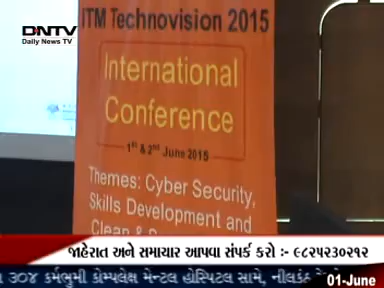 DNTV
Daily News TV
ITM Technovision 2015
International
Conference
1st & 2nd June 2015
Themes: Cyber Security,
Skills Development and
Clean &
જાહેરાત અને સમાચાર આપવા સંપર્ક કરો :- ૯૮૨૫૨૩૦૨૧૨
૩૦૪ કર્મભુમી કોમ્પલેક્ષ મેન્ટલ હોસ્પિટલ સામે,
01-June